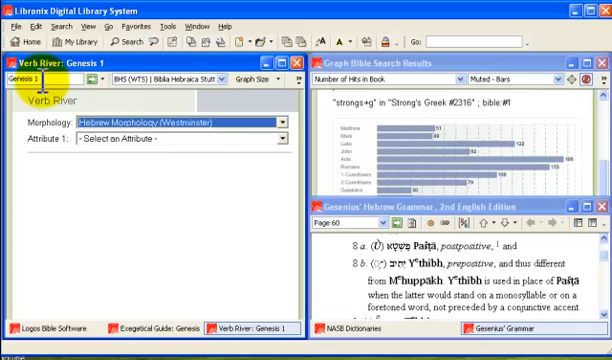 Libronix Digital Library System
File Edit Search View Go Favorites Tools Window Help
Home My Library Search Go:
Verb River: Genesis 1
Genesis 1 BHS (WTS) | Biblia Hebraica Stutt Graph Size
Verb River
Morphology: Hebrew Morphology (Westminster)
Attribute 1: - Select an Attribute -
Logos Bible Software Exegetical Guide: Genesis Verb River: Genesis 1
Graph Bible Search Results
Number of Hits in Book Muted - Bars
"strongs+g" in "Strong's Greek #2316" ; bible:#1
Matthew 51
Mark
Luke 122
John
Acts
Romans 153
1 Corinthians
2 Corinthians
Galatians
Gesenius' Hebrew Grammar, 2nd English Edition
Page 60
8 a. פַּשְׁטָא Pašṭā, postpositive, 1 and
8 b. יְתִיב Yethîbh, prepositive, and thus different
from Mehuppākh. Yethîbh is used in place of Pašṭā
when the latter would stand on a monosyllable or on a
foretoned word, not preceded by a conjunctive accent
NASB Dictionaries Gesenius' Grammar